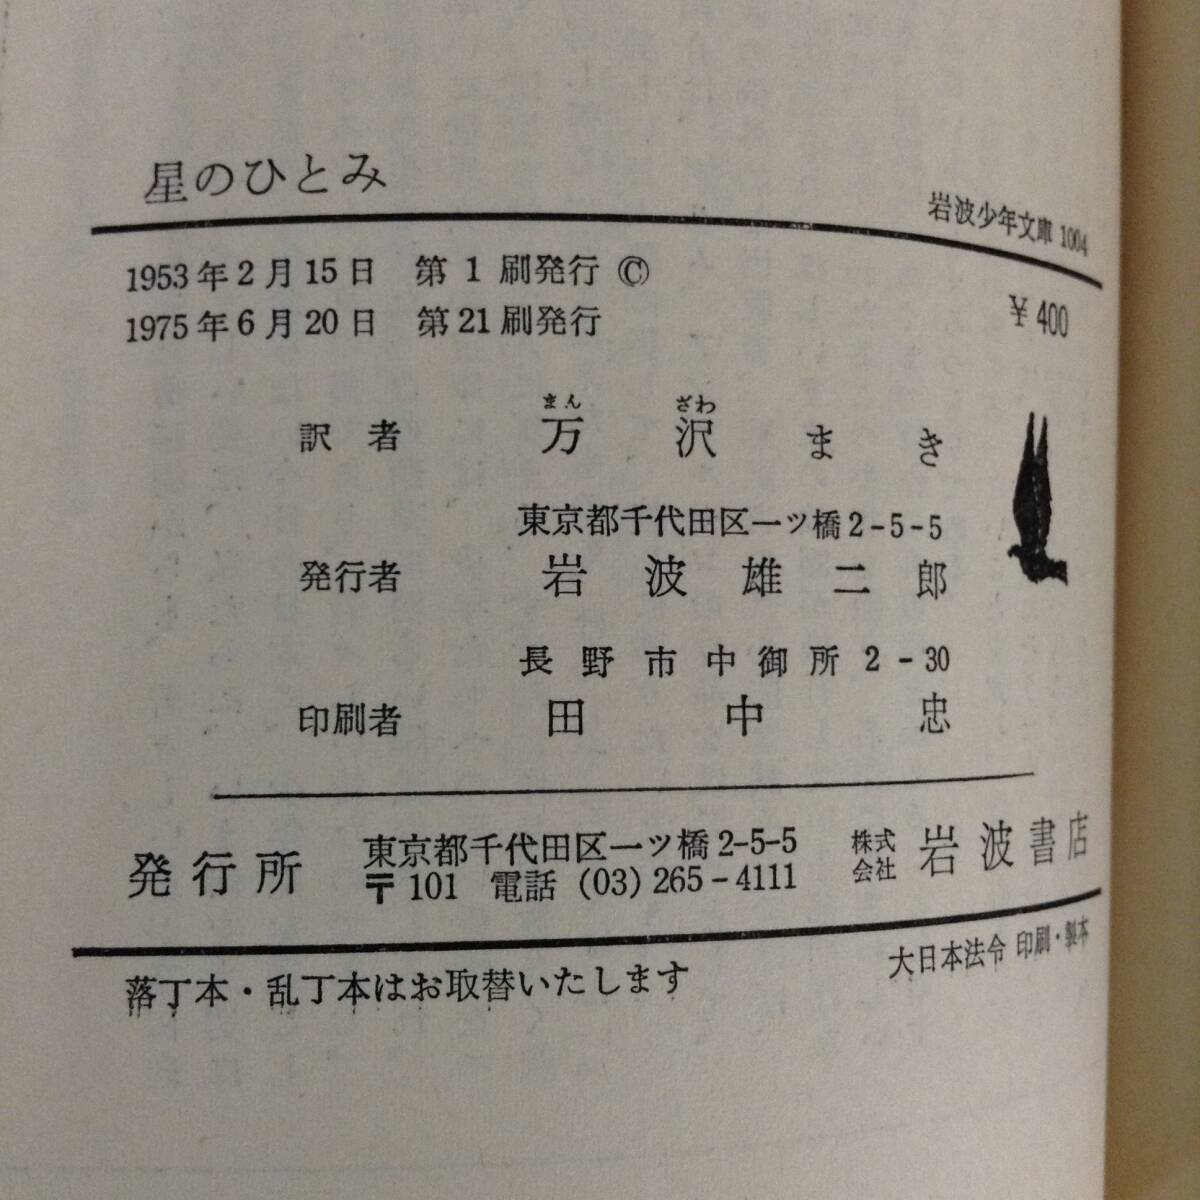 星のひとみ
岩波少年文庫 1004
1953年2月15日 第1刷発行 ©
1975年6月20日 第21刷発行
¥400
まん ざわ
訳者 万沢まき
東京都千代田区一ツ橋2-5-5
発行者 岩波雄二郎
長野市中御所2-30
印刷者 田中忠
発行所 東京都千代田区一ツ橋2-5-5
〒101 電話 (03) 265-4111
株式会社 岩波書店
大日本法令 印刷・製本
落丁本・乱丁本はお取替いたします